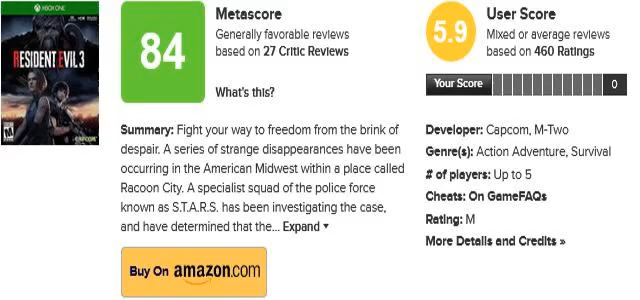 XBOX ONE
RESIDENT EVIL 3
M
CAPCOM
84
Metascore
Generally favorable reviews
based on 27 Critic Reviews
What's this?
Summary: Fight your way to freedom from the brink of
despair. A series of strange disappearances have been
occurring in the American Midwest within a place called
Racoon City. A specialist squad of the police force
known as S.T.A.R.S. has been investigating the case,
and have determined that the... Expand ▾
Buy On amazon.com
5.9
User Score
Mixed or average reviews
based on 460 Ratings
Your Score 0
Developer: Capcom, M-Two
Genre(s): Action Adventure, Survival
# of players: Up to 5
Cheats: On GameFAQs
Rating: M
More Details and Credits »